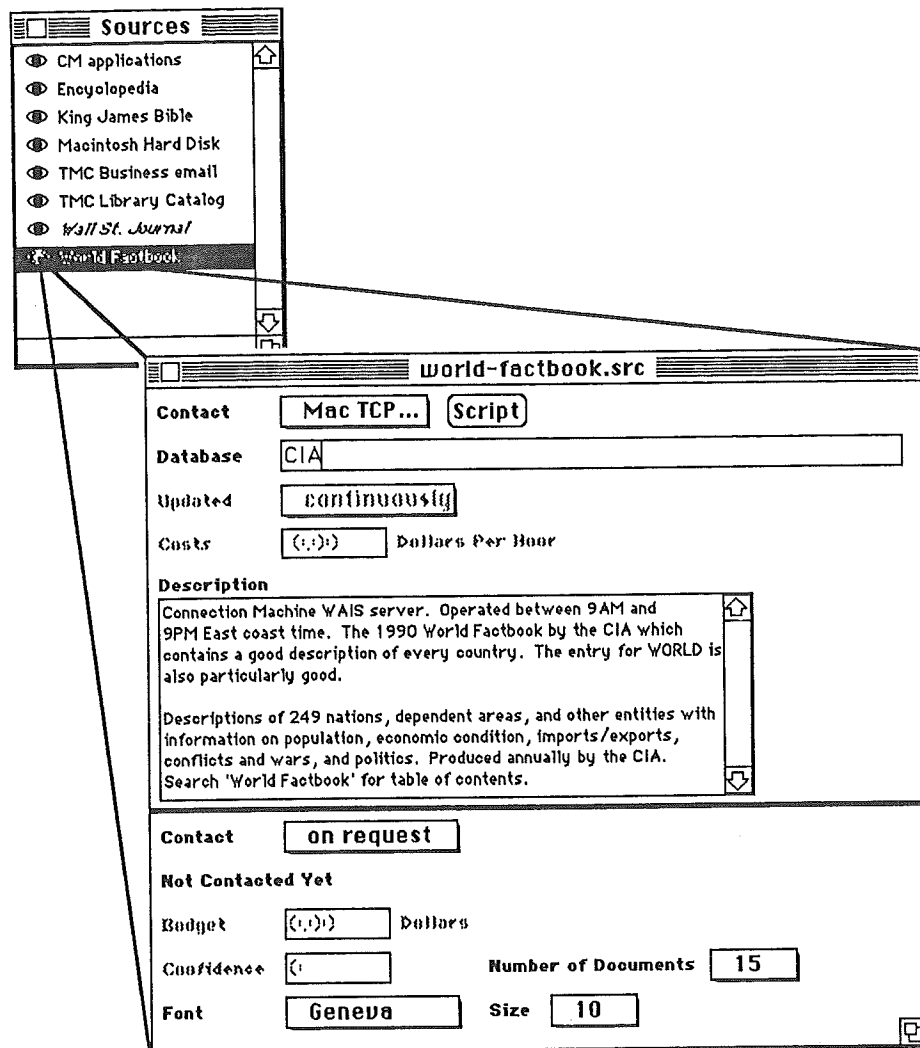 Sources
CM applications
Encyclopedia
King James Bible
Macintosh Hard Disk
TMC Business email
TMC Library Catalog
Wall St. Journal
World Factbook
world-factbook.src
Contact Mac TCP... Script
Database CIA
Updated continuously
Costs Dollars Per Hour
Description
Connection Machine WAIS server. Operated between 9AM and
9PM East coast time. The 1990 World Factbook by the CIA which
contains a good description of every country. The entry for WORLD is
also particularly good.
Descriptions of 249 nations, dependent areas, and other entities with
information on population, economic condition, imports/exports,
conflicts and wars, and politics. Produced annually by the CIA.
Search 'World Factbook' for table of contents.
Contact on request
Not Contacted Yet
Budget Dollars
Confidence Number of Documents 15
Font Geneva Size 10